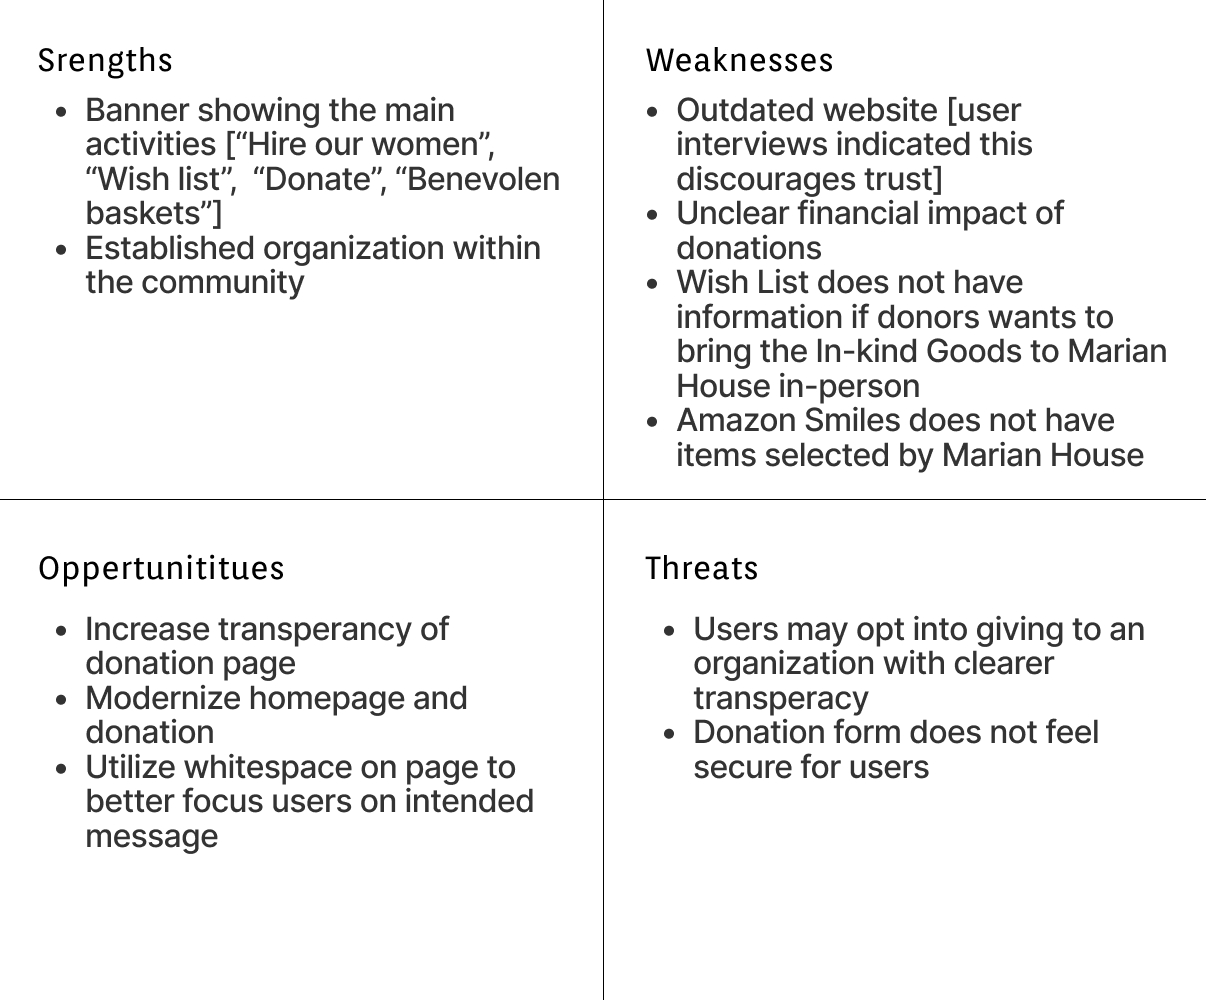 Srengths
• Banner showing the main
activities [“Hire our women”,
“Wish list”,  “Donate”, “Benevolen
baskets”]
• Established organization within
the community
Weaknesses
• Outdated website [user
interviews indicated this
discourages trust]
• Unclear financial impact of
donations
• Wish List does not have
information if donors wants to
bring the In-kind Goods to Marian
House in-person
• Amazon Smiles does not have
items selected by Marian House
Oppertunititues
• Increase transperancy of
donation page
• Modernize homepage and
donation
• Utilize whitespace on page to
better focus users on intended
message
Threats
• Users may opt into giving to an
organization with clearer
transperacy
• Donation form does not feel
secure for users